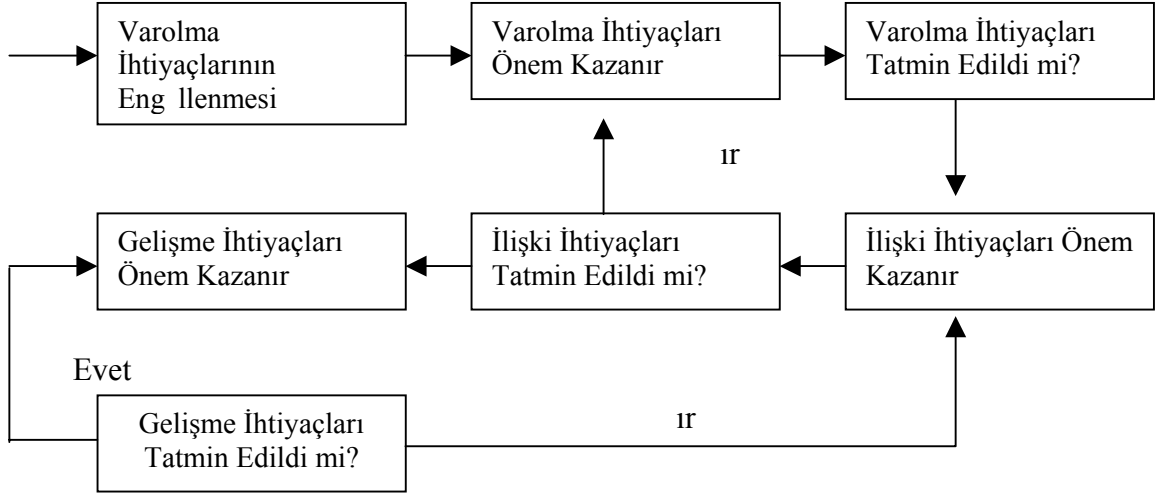 Varolma
İhtiyaçlarının
Eng llenmesi
Varolma İhtiyaçları
Önem Kazanır
Varolma İhtiyaçları
Tatmin Edildi mi?
ır
Gelişme İhtiyaçları
Önem Kazanır
İlişki İhtiyaçları
Tatmin Edildi mi?
İlişki İhtiyaçları Önem
Kazanır
Evet
Gelişme İhtiyaçları
Tatmin Edildi mi?
ır